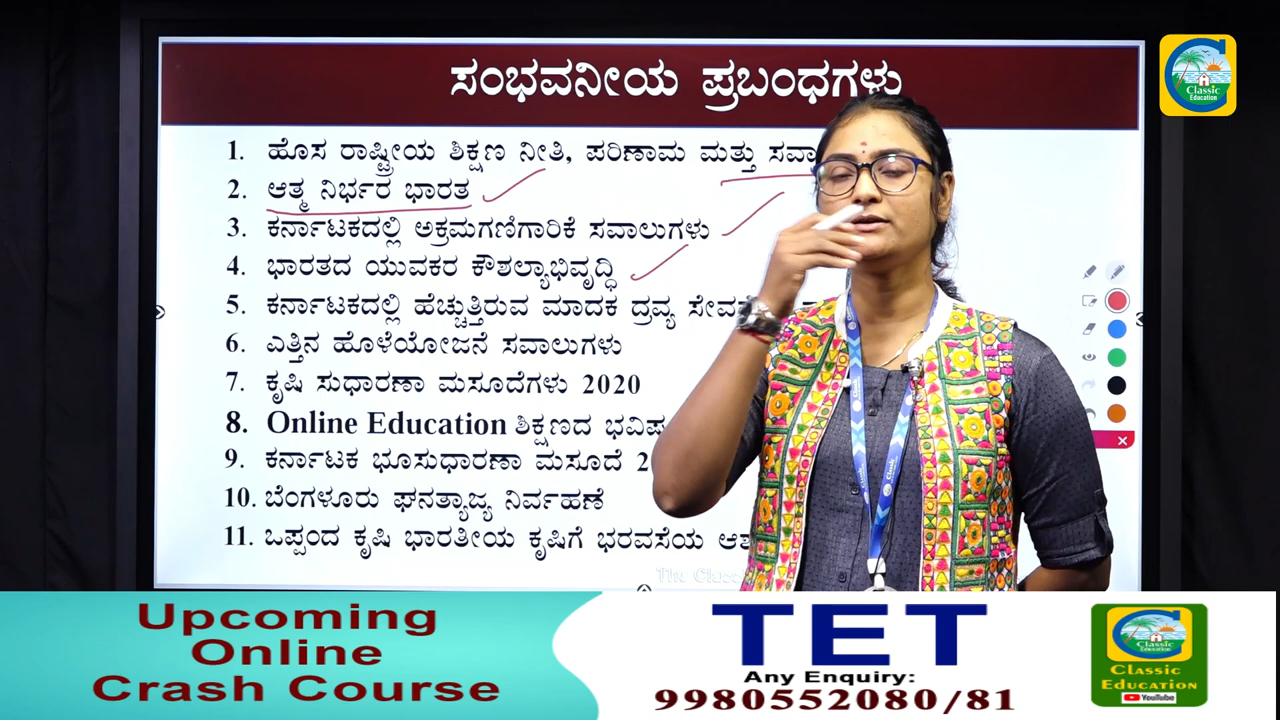 ಸಂಭವನೀಯ ಪ್ರಬಂಧಗಳು
1. ಹೊಸ ರಾಷ್ಟ್ರೀಯ ಶಿಕ್ಷಣ ನೀತಿ, ಪರಿಣಾಮ ಮತ್ತು
2. ಆತ್ಮ ನಿರ್ಭರ ಭಾರತ
3. ಕರ್ನಾಟಕದಲ್ಲಿ ಅಕ್ರಮಗಣಿಗಾರಿಕೆ ಸವಾಲುಗಳು
4. ಭಾರತದ ಯುವಕರ ಕೌಶಲ್ಯಾಭಿವೃದ್ಧಿ
5. ಕರ್ನಾಟಕದಲ್ಲಿ ಹೆಚ್ಚುತ್ತಿರುವ ಮಾದಕ ದ್ರವ್ಯ
6. ಎತ್ತಿನ ಹೊಳೆಯೋಜನೆ ಸವಾಲುಗಳು
7. ಕೃಷಿ ಸುಧಾರಣಾ ಮಸೂದೆಗಳು 2020
8. Online Education ಶಿಕ್ಷಣದ
9. ಕರ್ನಾಟಕ ಭೂಸುಧಾರಣಾ ಮಸೂದೆ
10. ಬೆಂಗಳೂರು ಘನತ್ಯಾಜ್ಯ ನಿರ್ವಹಣೆ
11. ಒಪ್ಪಂದ ಕೃಷಿ ಭಾರತೀಯ ಕೃಷಿಗೆ ಭರವಸೆಯ
Classic
Education
Upcoming
Online
Crash Course
TET
Any Enquiry:
9980552080/81
Classic
Education
CLASSIC
EDUCATION
YouTube